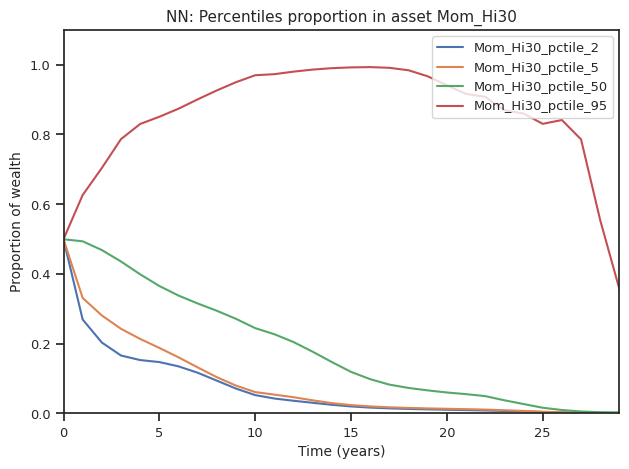 NN: Percentiles proportion in asset Mom_Hi30
Mom_Hi30_pctile_2
Mom_Hi30_pctile_5
Mom_Hi30_pctile_50
Mom_Hi30_pctile_95
Proportion of wealth
1.0
0.8
0.6
0.4
0.2
0.0
0 5 10 15 20 25
Time (years)